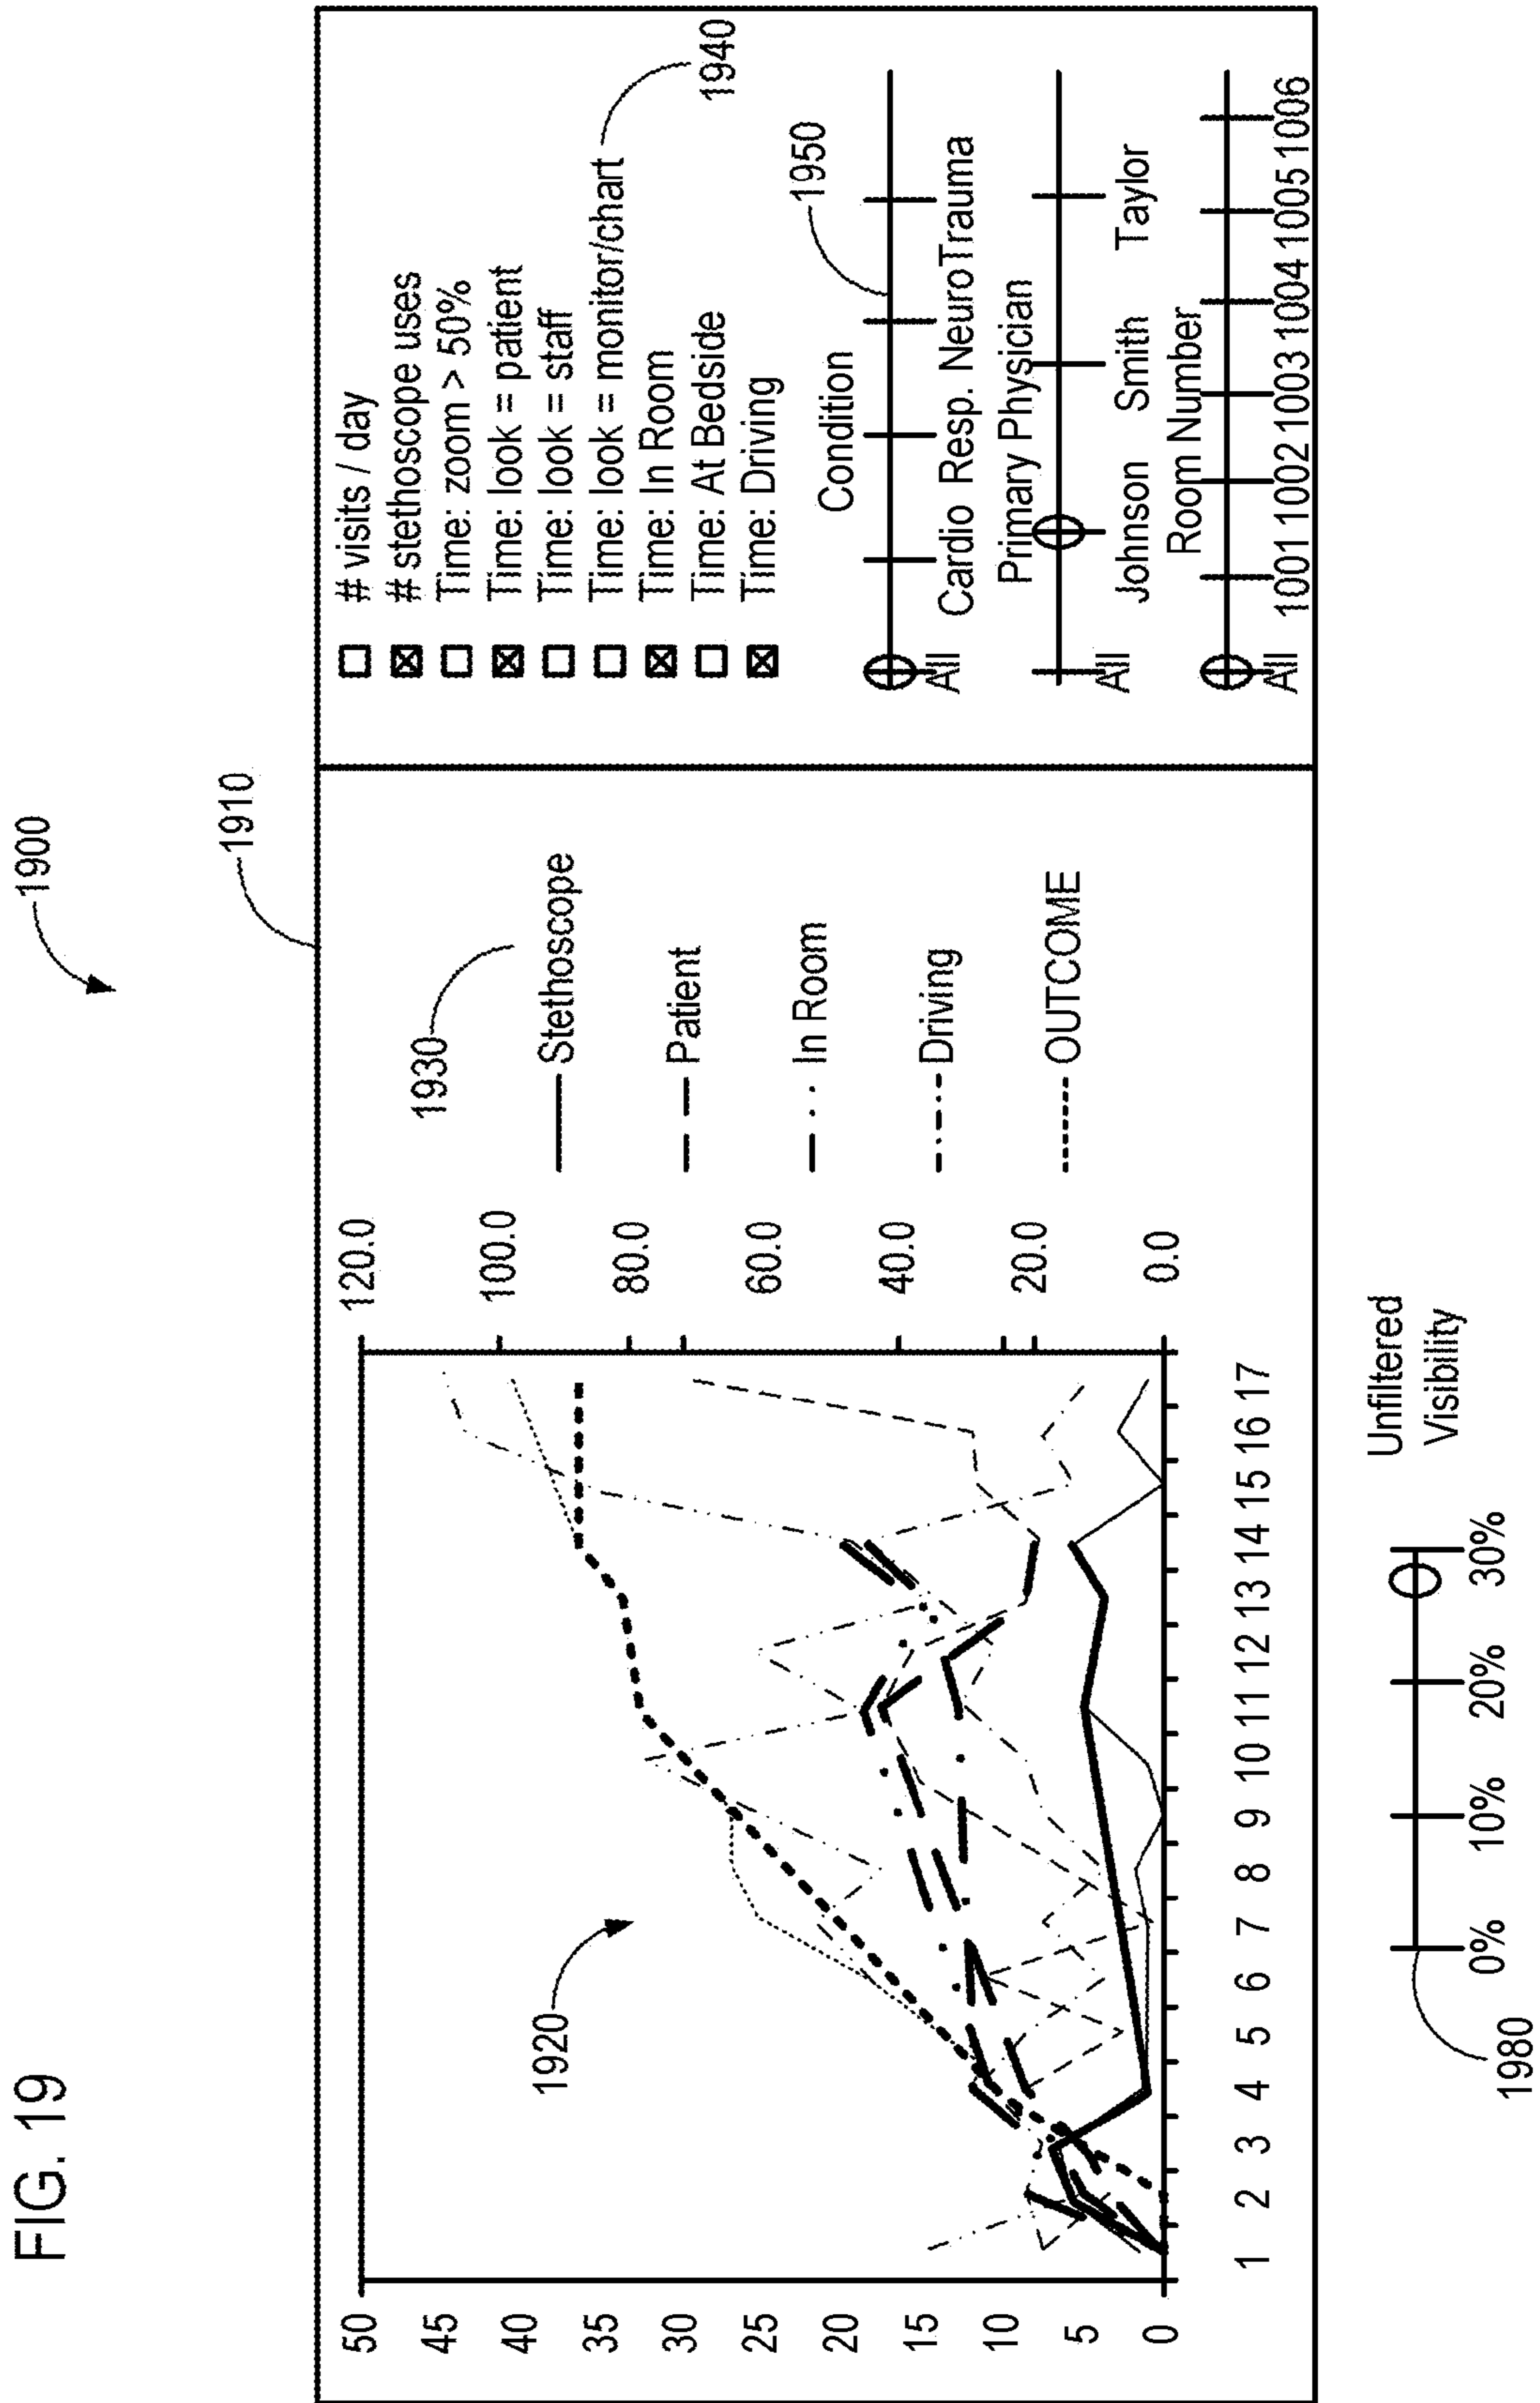 FIG. 19
1900
1910
1920
50
45
40
35
30
25
20
15
10
5
0
1 2 3 4 5 6 7 8 9 10 11 12 13 14 15 16 17
120.0
100.0
80.0
60.0
40.0
20.0
0.0
1930
Stethoscope
Patient
In Room
Driving
OUTCOME
# visits / day
# stethoscope uses
Time: zoom > 50%
Time: look = patient
Time: look = staff
Time: look = monitor/chart
Time: In Room
Time: At Bedside
Time: Driving
1940
Condition
1950
All Cardio Resp. Neuro Trauma
Primary Physician
All Johnson Smith Taylor
Room Number
All 1001 1002 1003 1004 1005 1006
1980
0% 10% 20% 30%
Unfiltered
Visibility